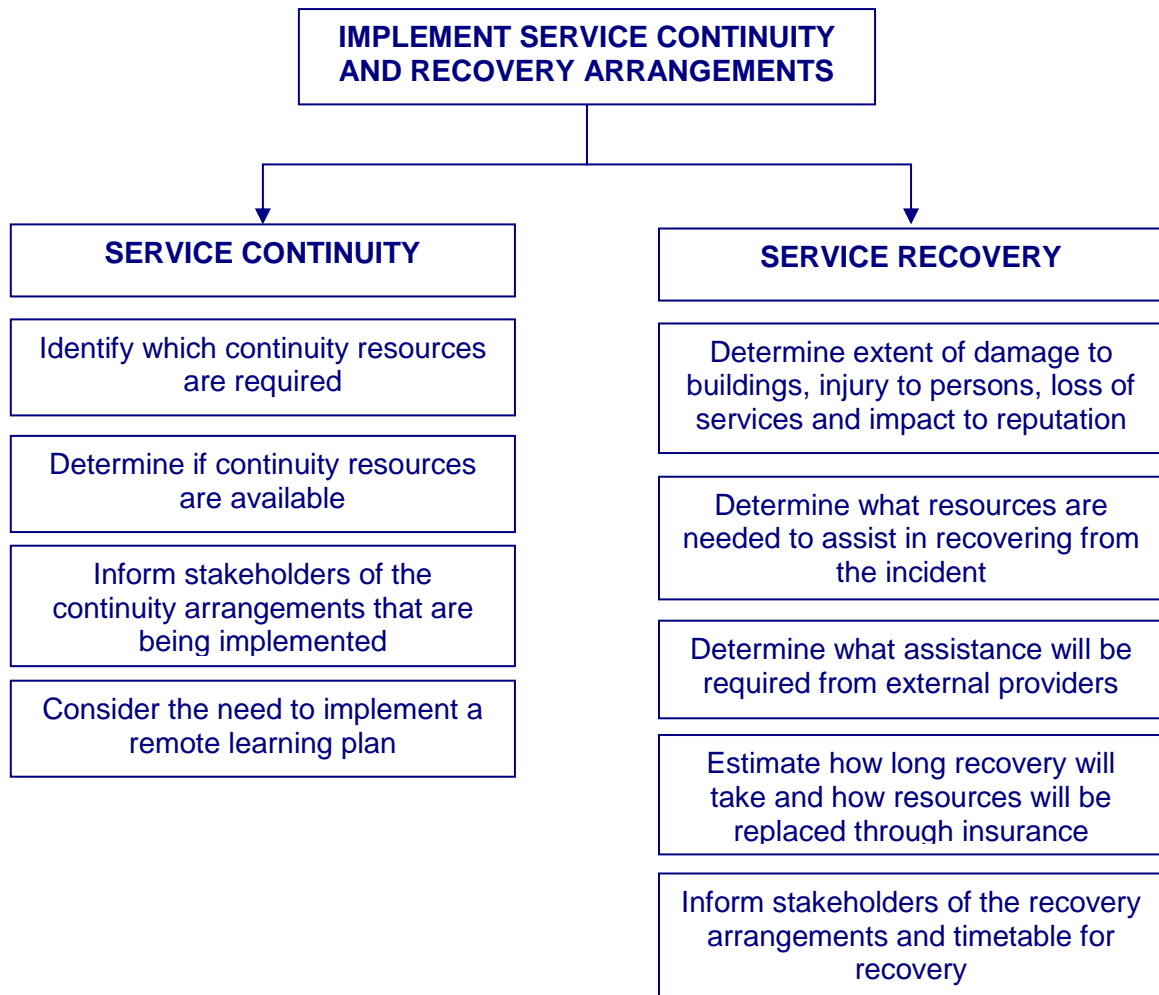 IMPLEMENT SERVICE CONTINUITY
AND RECOVERY ARRANGEMENTS
SERVICE CONTINUITY
Identify which continuity resources
are required
Determine if continuity resources
are available
Inform stakeholders of the
continuity arrangements that are
being implemented
Consider the need to implement a
remote learning plan
SERVICE RECOVERY
Determine extent of damage to
buildings, injury to persons, loss of
services and impact to reputation
Determine what resources are
needed to assist in recovering from
the incident
Determine what assistance will be
required from external providers
Estimate how long recovery will
take and how resources will be
replaced through insurance
Inform stakeholders of the recovery
arrangements and timetable for
recovery